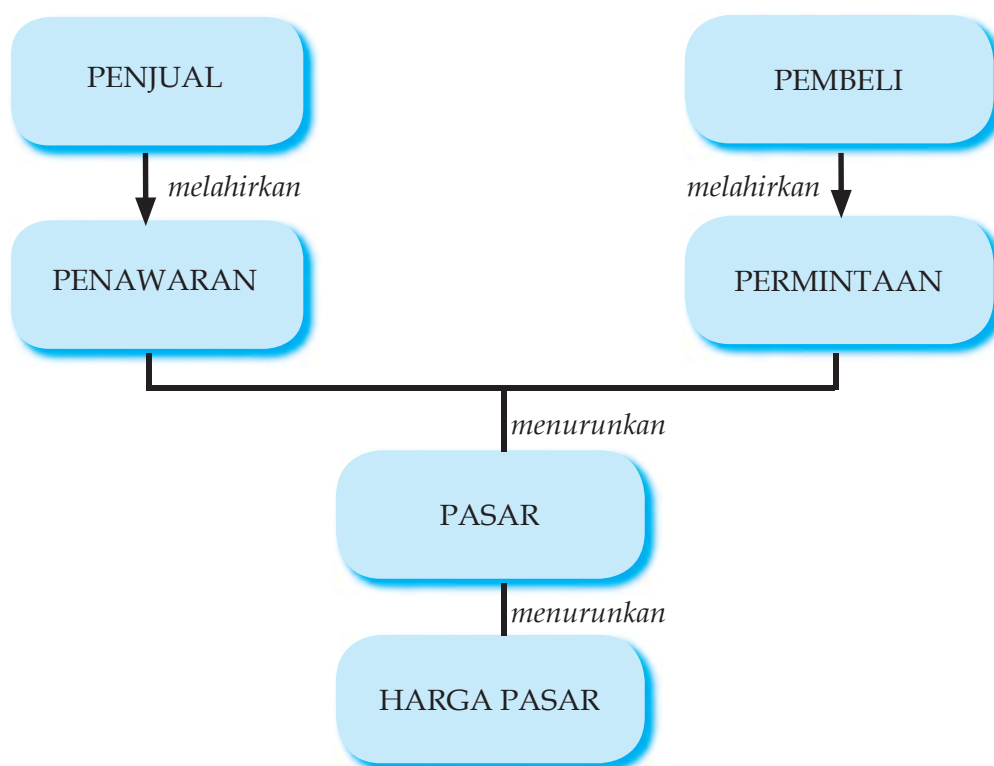 PENJUAL
PEMBELI
melahirkan
melahirkan
PENAWARAN
PERMINTAAN
menurunkan
PASAR
menurunkan
HARGA PASAR